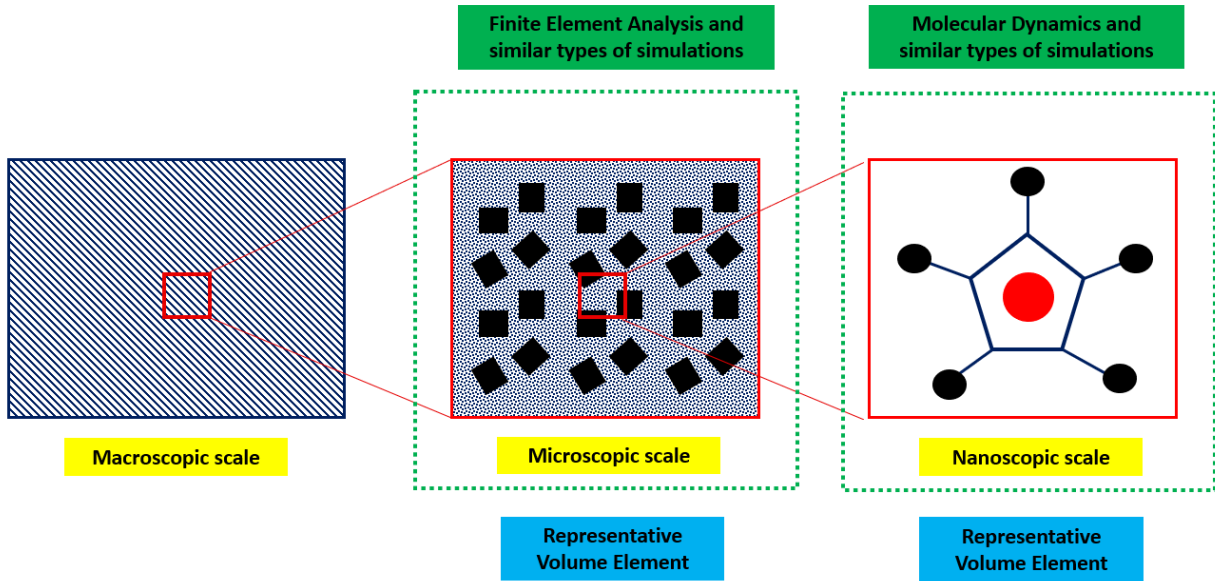 Finite Element Analysis and
similar types of simulations
Molecular Dynamics and
similar types of simulations
Macroscopic scale
Microscopic scale
Nanoscopic scale
Representative
Volume Element
Representative
Volume Element